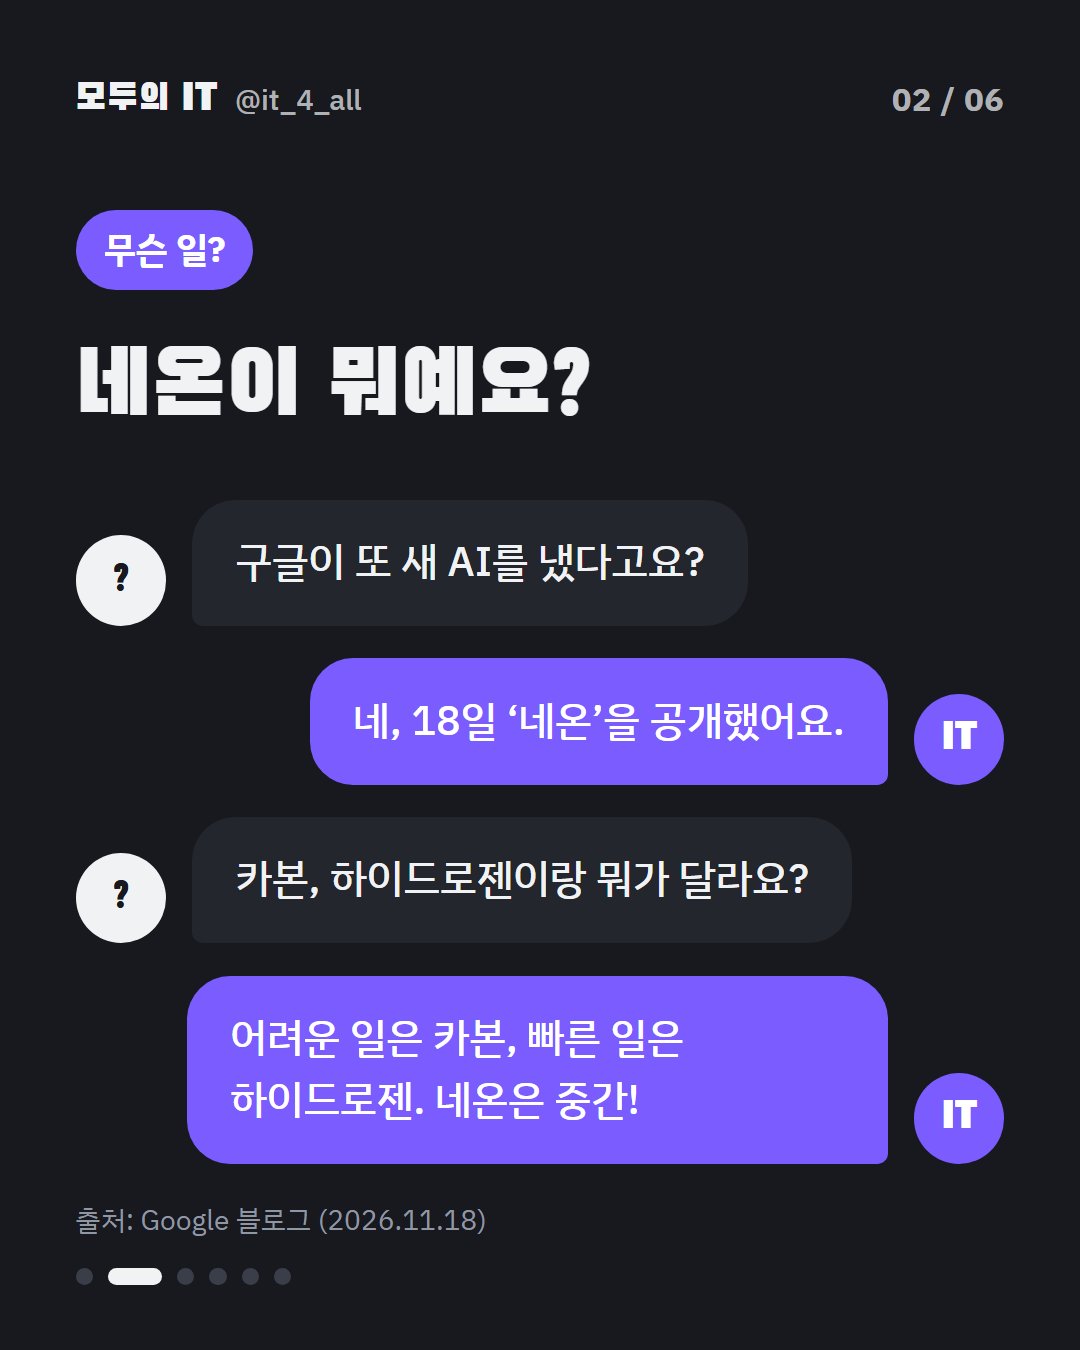 모두의 IT @it_4_all
02 / 06
무슨 일?
네온이 뭐예요?
?
구글이 또 새 AI를 냈다고요?
네, 18일 ‘네온’을 공개했어요.
IT
?
카본, 하이드로젠이랑 뭐가 달라요?
어려운 일은 카본, 빠른 일은
하이드로젠. 네온은 중간!
IT
출처: Google 블로그 (2026.11.18)